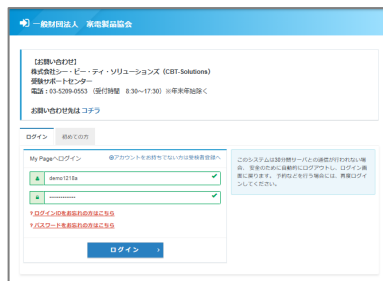 一般財団法人 家電製品協会
【お問い合わせ】
株式会社シー・ビー・ティ・ソリューションズ（CBT-Solutions）
受験サポートセンター
電話：03-5209-0553 （受付時間 8:30～17:30）※年末年始除く
お問い合わせ先は コチラ
ログイン 初めての方
My Pageへログイン
アカウントをお持ちでない方は受験者登録へ
demo1218a
••••••••••••
ログインIDをお忘れの方はこちら
パスワードをお忘れの方はこちら
ログイン
このシステムは30分間サーバとの通信が行われない場
合、安全のために自動的にログアウトし、ログイン画
面に戻ります。予約などを行う場合には、再度ログイ
ンしてください。